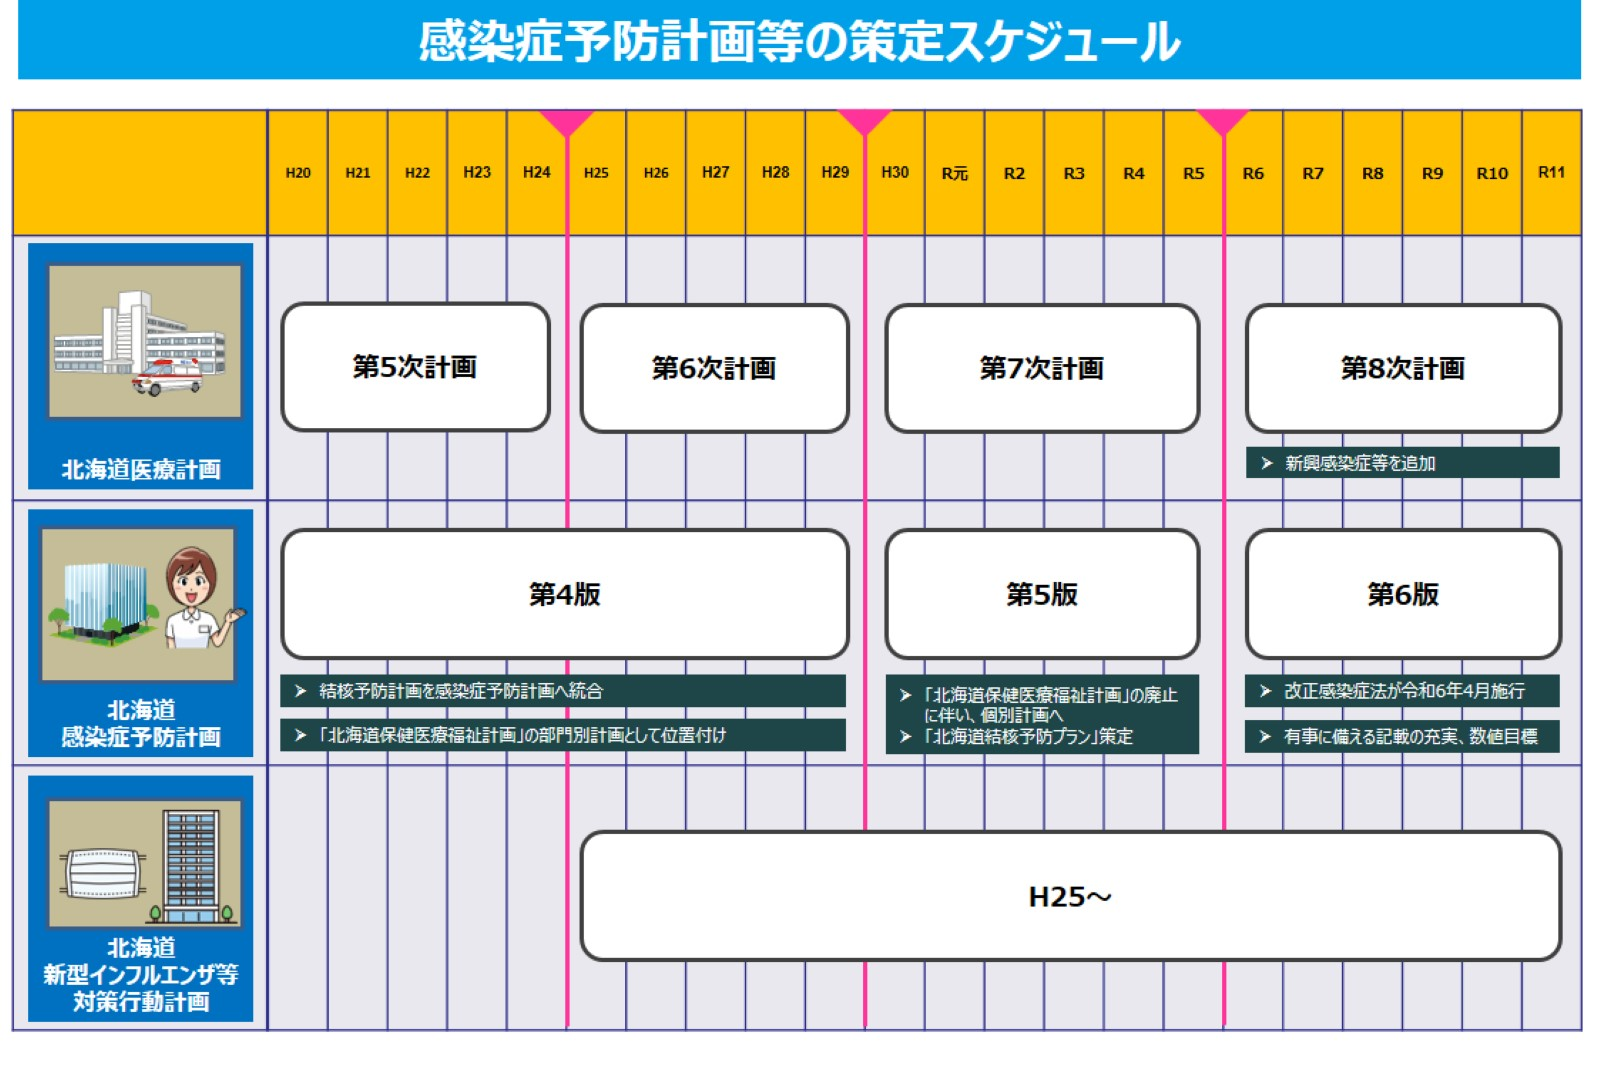 感染症予防計画等の策定スケジュール
H20 H21 H22 H23 H24 H25 H26 H27 H28 H29 H30 R元 R2 R3 R4 R5 R6 R7 R8 R9 R10 R11
北海道医療計画
第5次計画
第6次計画
第7次計画
第8次計画
➢ 新興感染症等を追加
北海道
感染症予防計画
第4版
➢ 結核予防計画を感染症予防計画へ統合
➢ 「北海道保健医療福祉計画」の部門別計画として位置付け
第5版
➢ 「北海道保健医療福祉計画」の廃止
に伴い、個別計画へ
➢ 「北海道結核予防プラン」策定
第6版
➢ 改正感染症法が令和6年4月施行
➢ 有事に備える記載の充実、数値目標
北海道
新型インフルエンザ等
対策行動計画
H25～